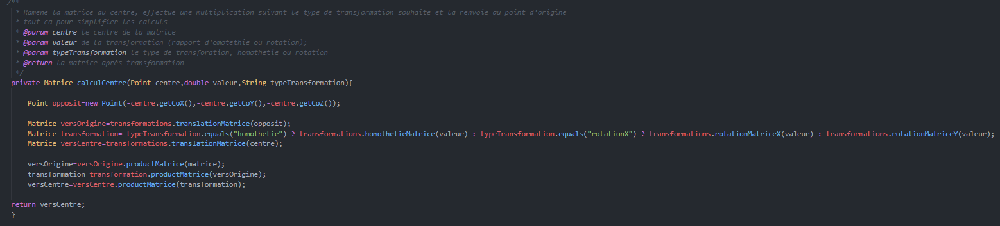 /**
* Ramene la matrice au centre, effectue une multiplication suivant le type de transformation souhaite et la renvoie au point d'origine
* tout ca pour simplifier les calculs
* @param centre le centre de la matrice
* @param valeur de la transformation (rapport d'omotethie ou rotation);
* @param typeTransformation le type de transforation, homothetie ou rotation
* @return la matrice après transformation
*/
private Matrice calculCentre(Point centre,double valeur,String typeTransformation){
Point opposit=new Point(-centre.getCoX(),-centre.getCoY(),-centre.getCoZ());
Matrice versOrigine=transformations.translationMatrice(opposit);
Matrice transformation= typeTransformation.equals("homothetie") ? transformations.homothetieMatrice(valeur) : typeTransformation.equals("rotationX") ? transformations.rotationMatriceX(valeur) : transformations.rotationMatriceY(valeur);
Matrice versCentre=transformations.translationMatrice(centre);
versOrigine=versOrigine.productMatrice(matrice);
transformation=transformation.productMatrice(versOrigine);
versCentre=versCentre.productMatrice(transformation);
return versCentre;
}